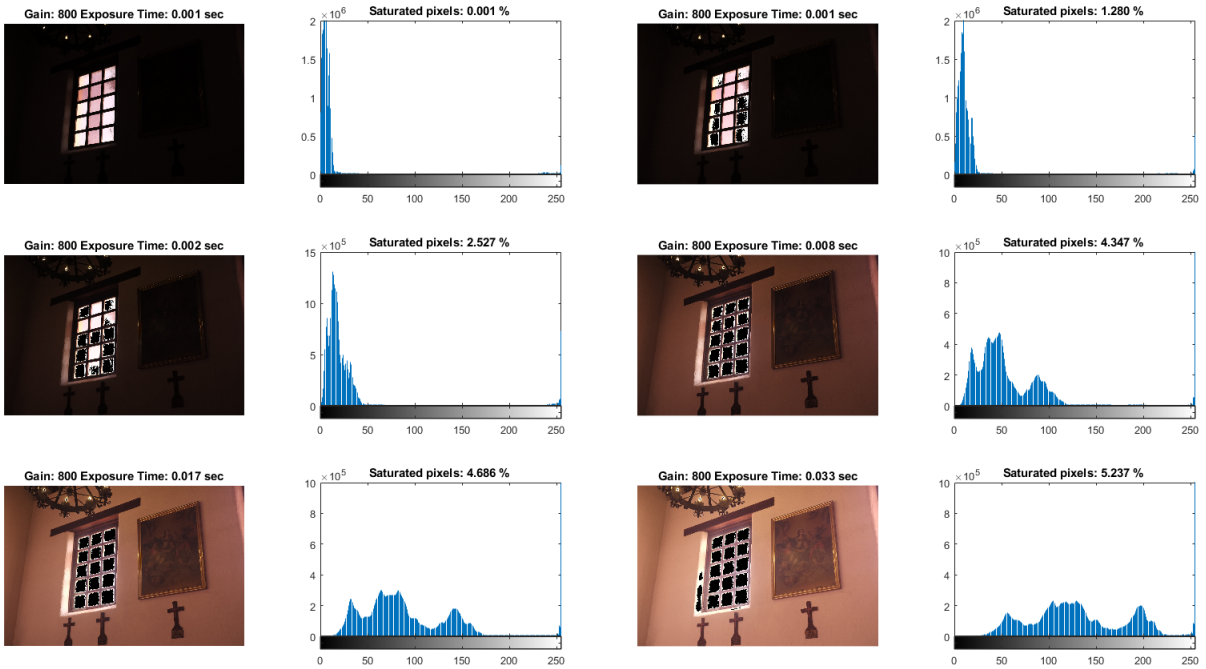 Gain: 800 Exposure Time: 0.001 sec
Saturated pixels: 0.001 %
×10^6
2
1.5
1
0.5
0
0 50 100 150 200 250
Gain: 800 Exposure Time: 0.001 sec
Saturated pixels: 1.280 %
×10^6
2
1.5
1
0.5
0
0 50 100 150 200 250
Gain: 800 Exposure Time: 0.002 sec
Saturated pixels: 2.527 %
×10^5
15
10
5
0
0 50 100 150 200 250
Gain: 800 Exposure Time: 0.008 sec
Saturated pixels: 4.347 %
×10^5
10
8
6
4
2
0
0 50 100 150 200 250
Gain: 800 Exposure Time: 0.017 sec
Saturated pixels: 4.686 %
×10^5
10
8
6
4
2
0
0 50 100 150 200 250
Gain: 800 Exposure Time: 0.033 sec
Saturated pixels: 5.237 %
×10^5
10
8
6
4
2
0
0 50 100 150 200 250